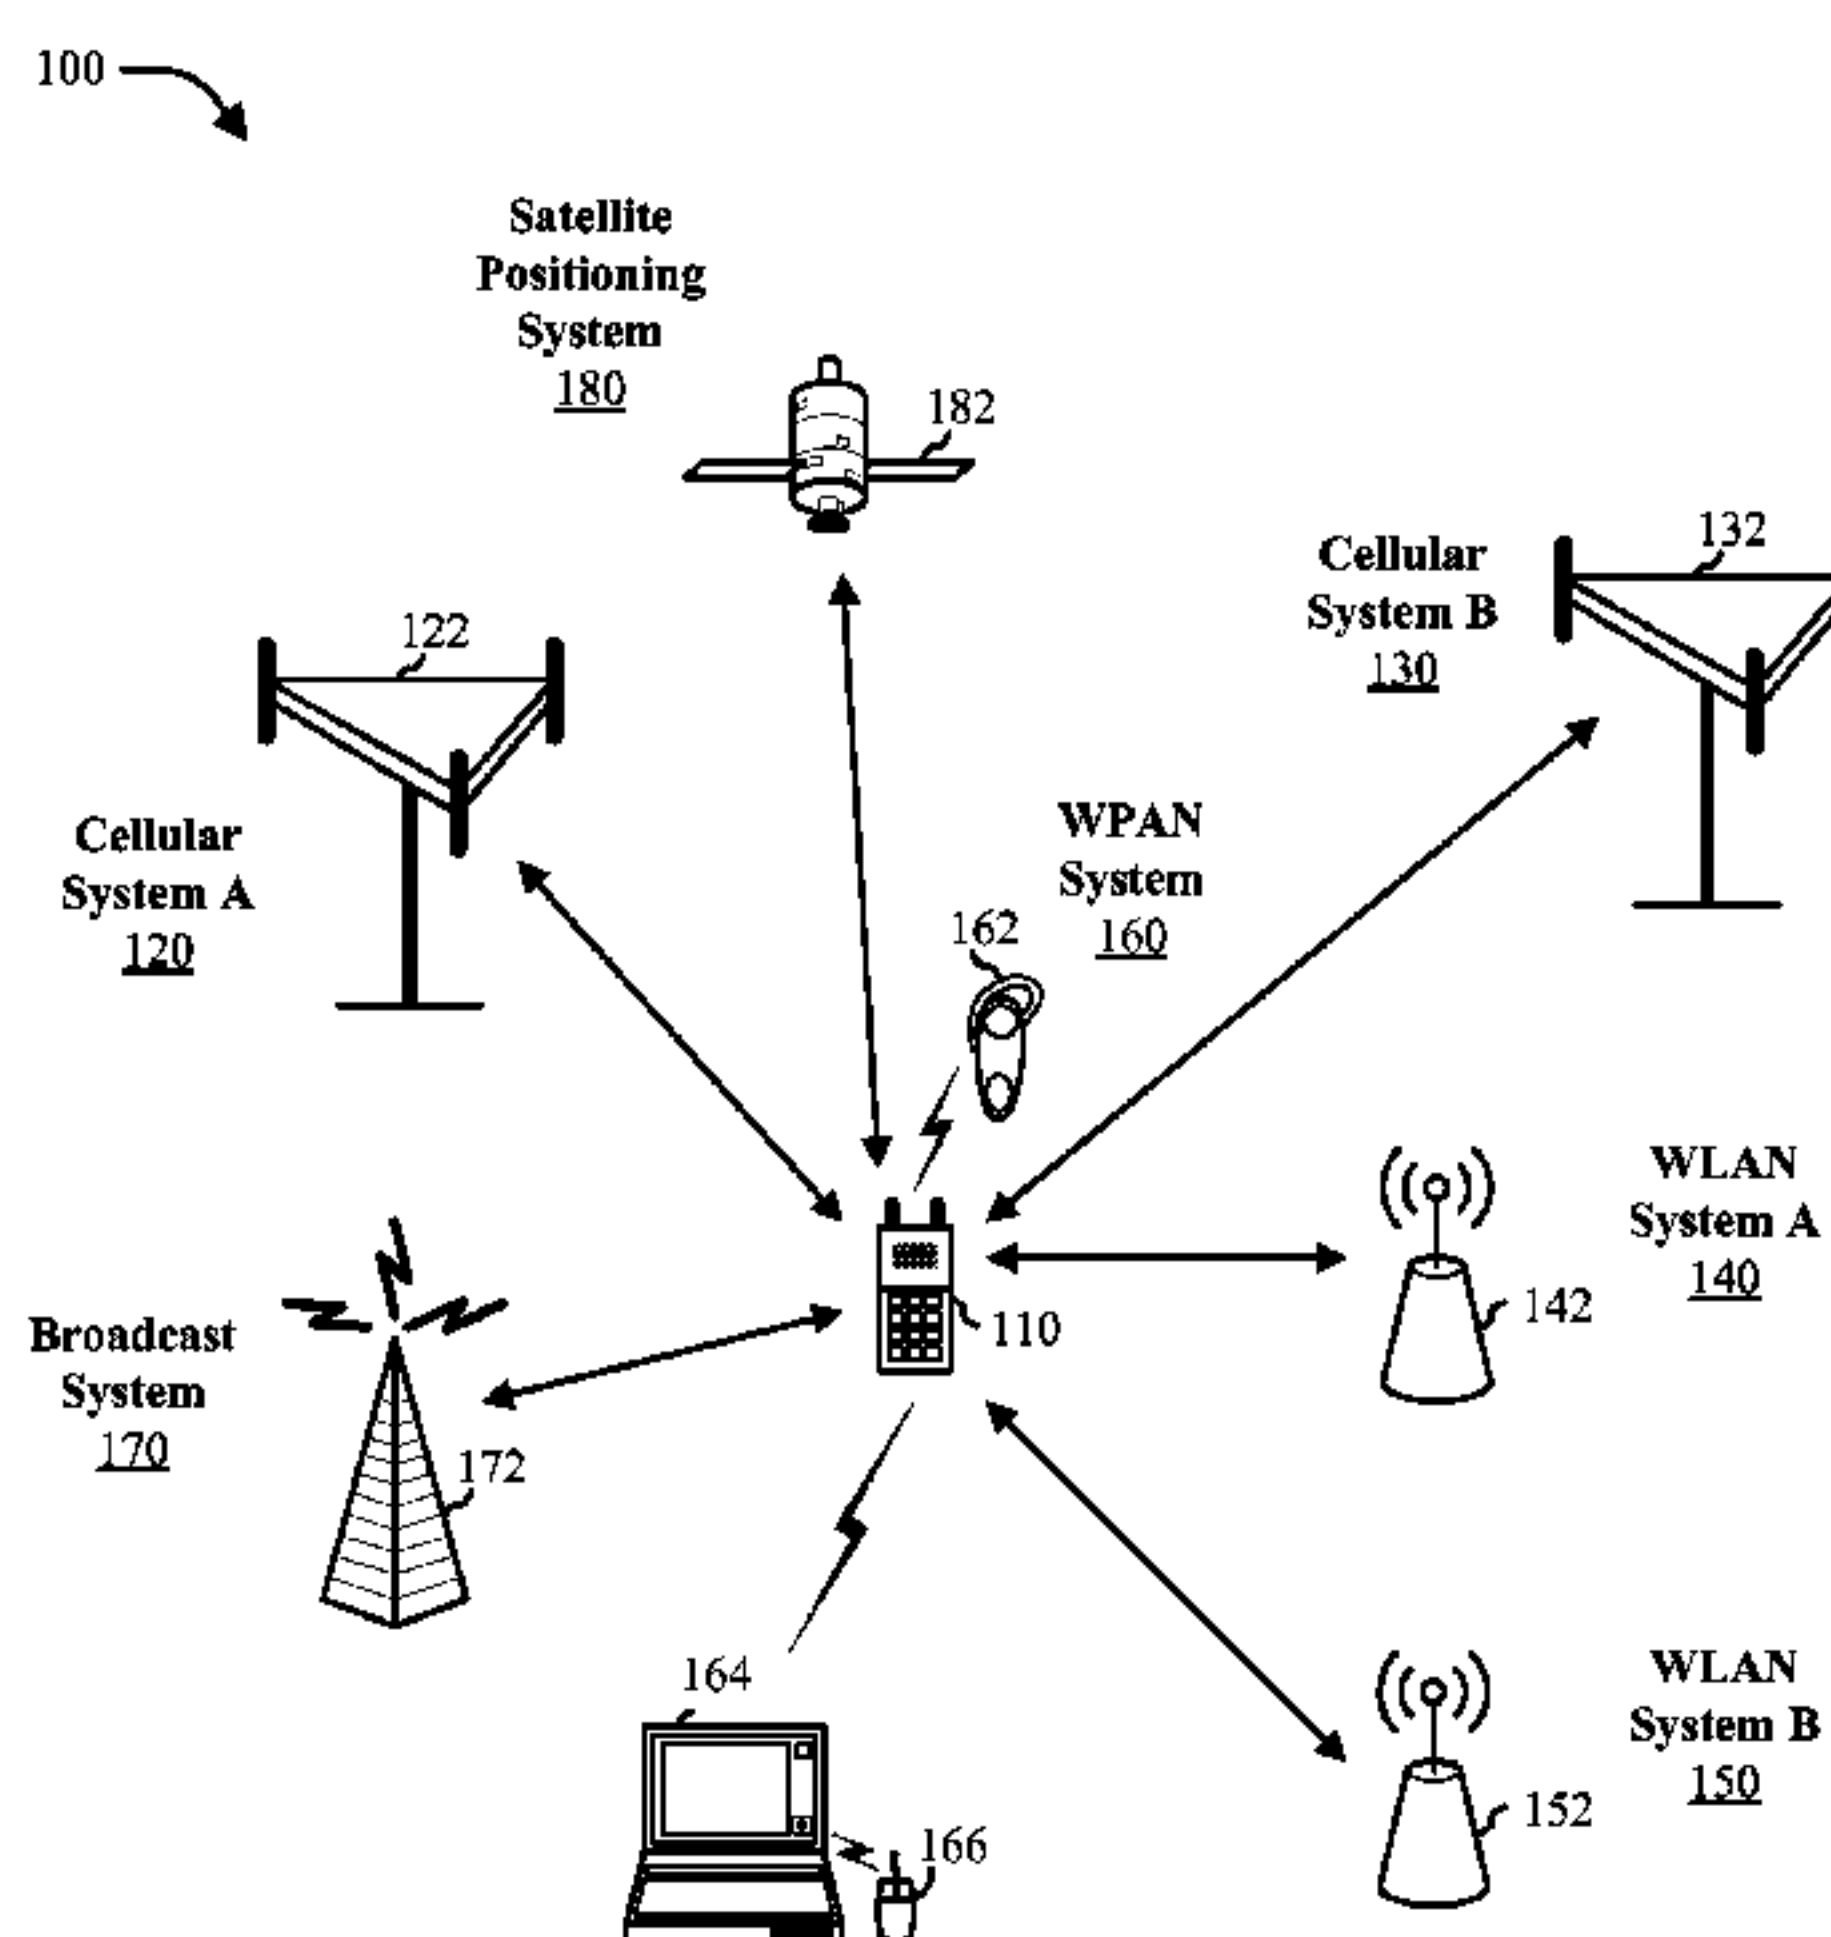 100
Satellite
Positioning
System
180
182
Cellular
System B
130
132
122
Cellular
System A
120
WPAN
System
160
162
WLAN
System A
140
142
110
Broadcast
System
170
172
164
166
WLAN
System B
150
152